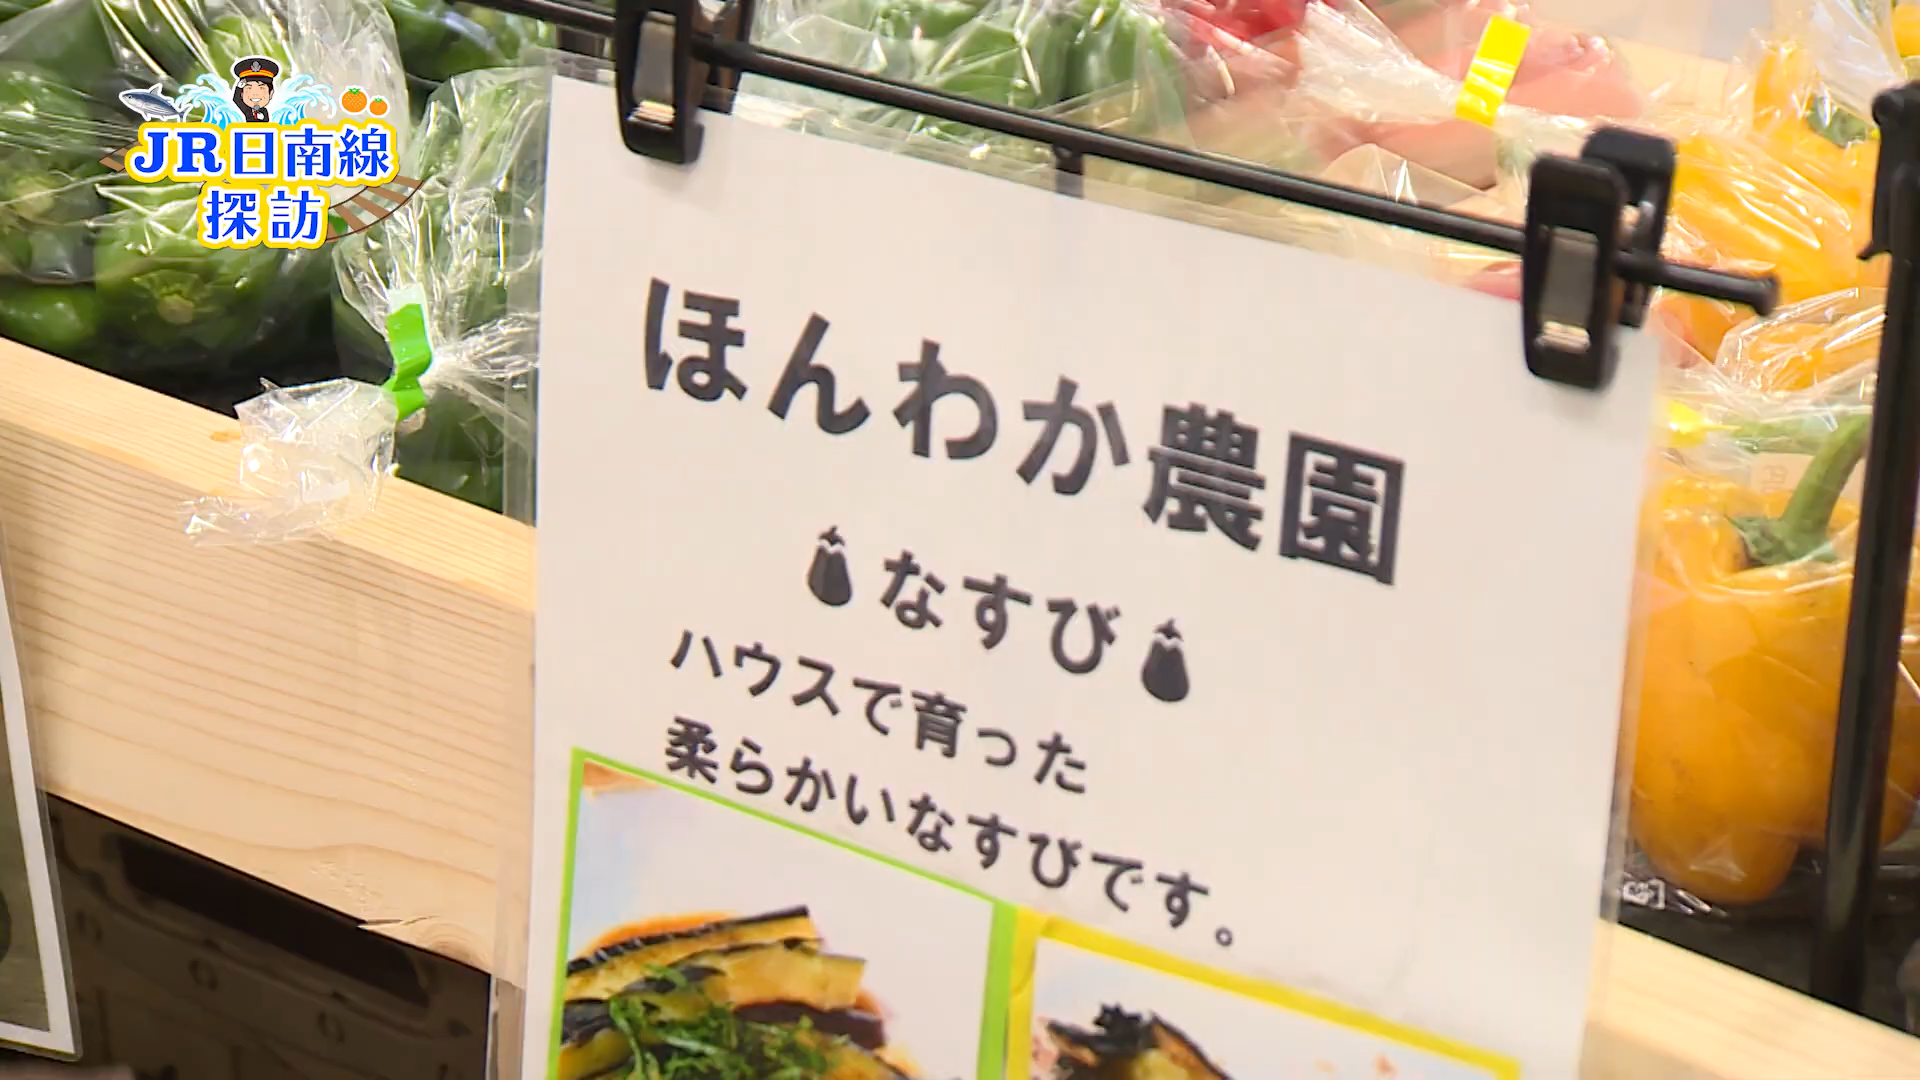 JR日南線
探訪
ほんわか農園
なすび
ハウスで育った
柔らかいなすびです。